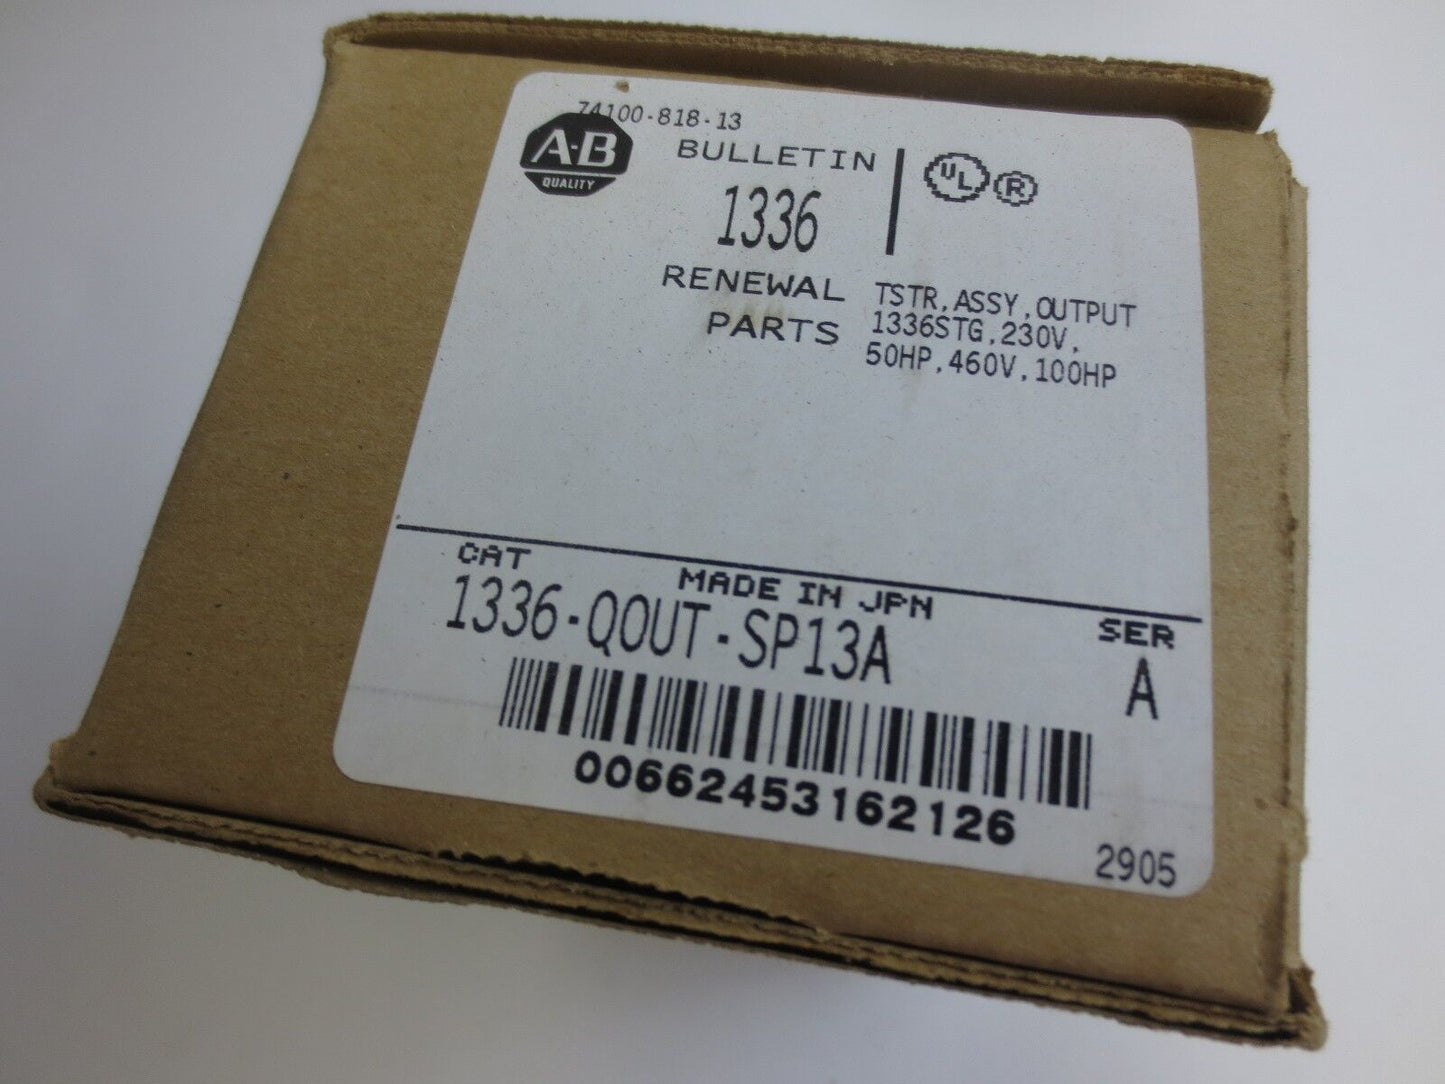 74100-818-13
A·B
QUALITY
BULLETIN
1336
RENEWAL
PARTS
UL ®
TSTR,ASSY,OUTPUT
1336STG,230V,
50HP,460V,100HP
CAT
MADE IN JPN
SER
1336-QOUT-SP13A
A
00662453162126
2905